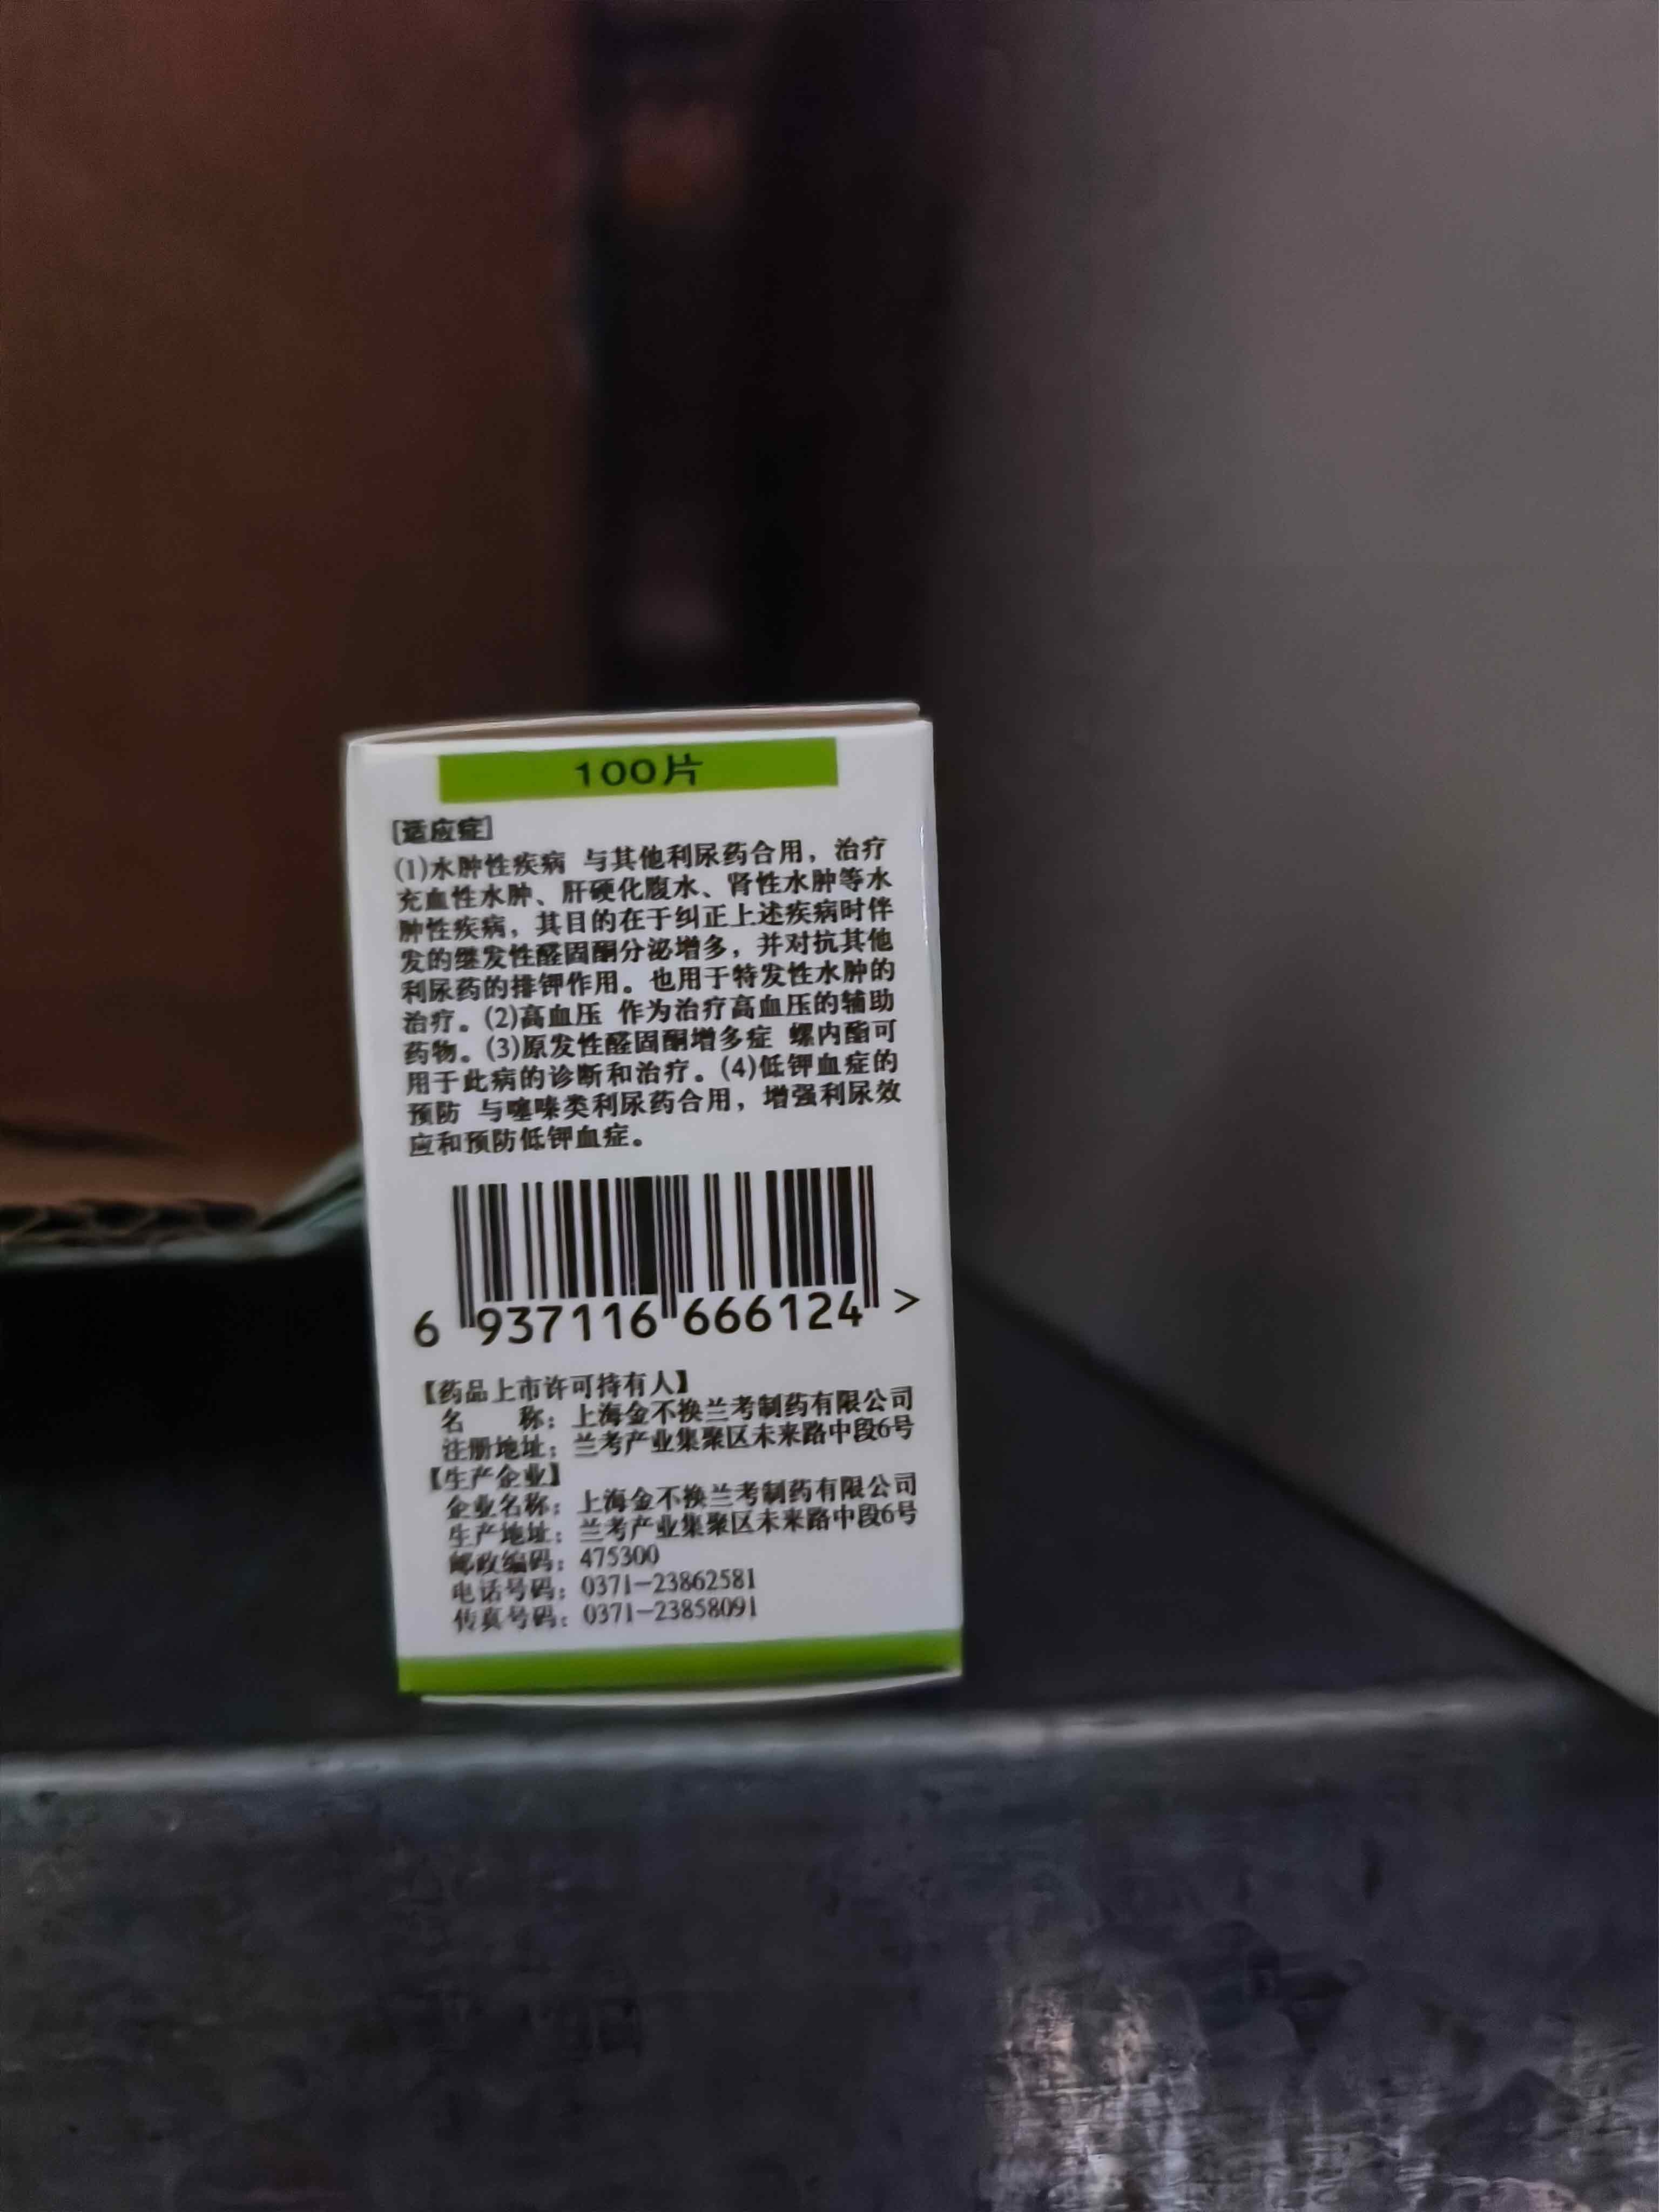 100片
[适应症]
(1)水肿性疾病 与其他利尿药合用，治疗
充血性水肿、肝硬化腹水、肾性水肿等水
肿性疾病，其目的在于纠正上述疾病时伴
发的继发性醛固酮分泌增多，并对抗其他
利尿药的排钾作用。也用于特发性水肿的
治疗。(2)高血压 作为治疗高血压的辅助
药物。(3)原发性醛固酮增多症 螺内酯可
用于此病的诊断和治疗。(4)低钾血症的
预防 与噻嗪类利尿药合用，增强利尿效
应和预防低钾血症。
6 937116 666124 >
【药品上市许可持有人】
名 称：上海金不换兰考制药有限公司
注册地址：兰考产业集聚区未来路中段6号
【生产企业】
企业名称：上海金不换兰考制药有限公司
生产地址：兰考产业集聚区未来路中段6号
邮政编码：475300
电话号码：0371-23862581
传真号码：0371-23858091